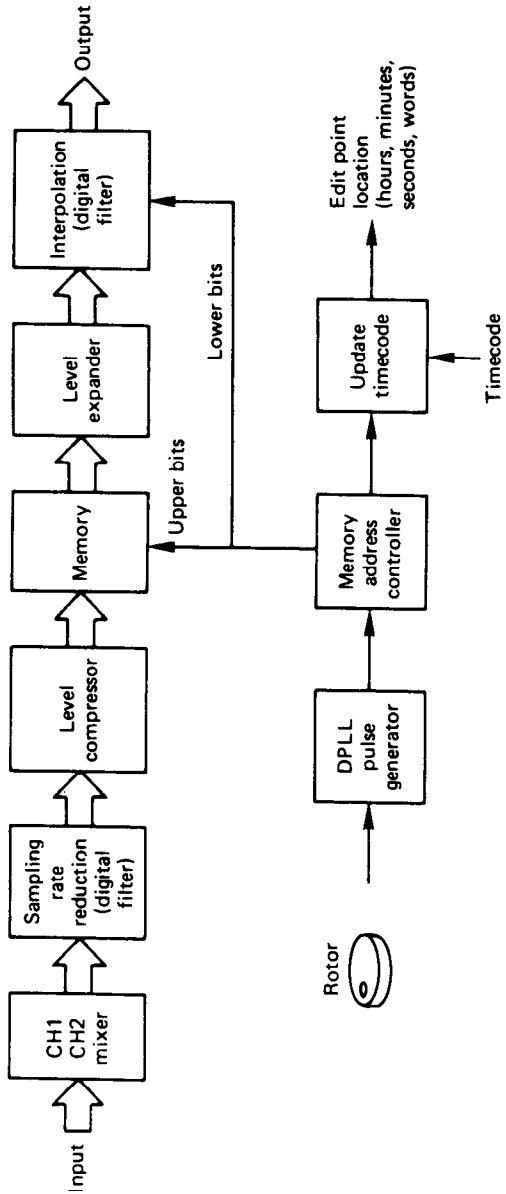 Input
CH1
CH2
mixer
Sampling
rate
reduction
(digital
filter)
Level
compressor
Memory
Level
expander
Interpolation
(digital
filter)
Output
Upper bits
Lower bits
Rotor
DPLL
pulse
generator
Memory
address
controller
Update
timecode
Timecode
Edit point
location
(hours, minutes,
seconds, words)